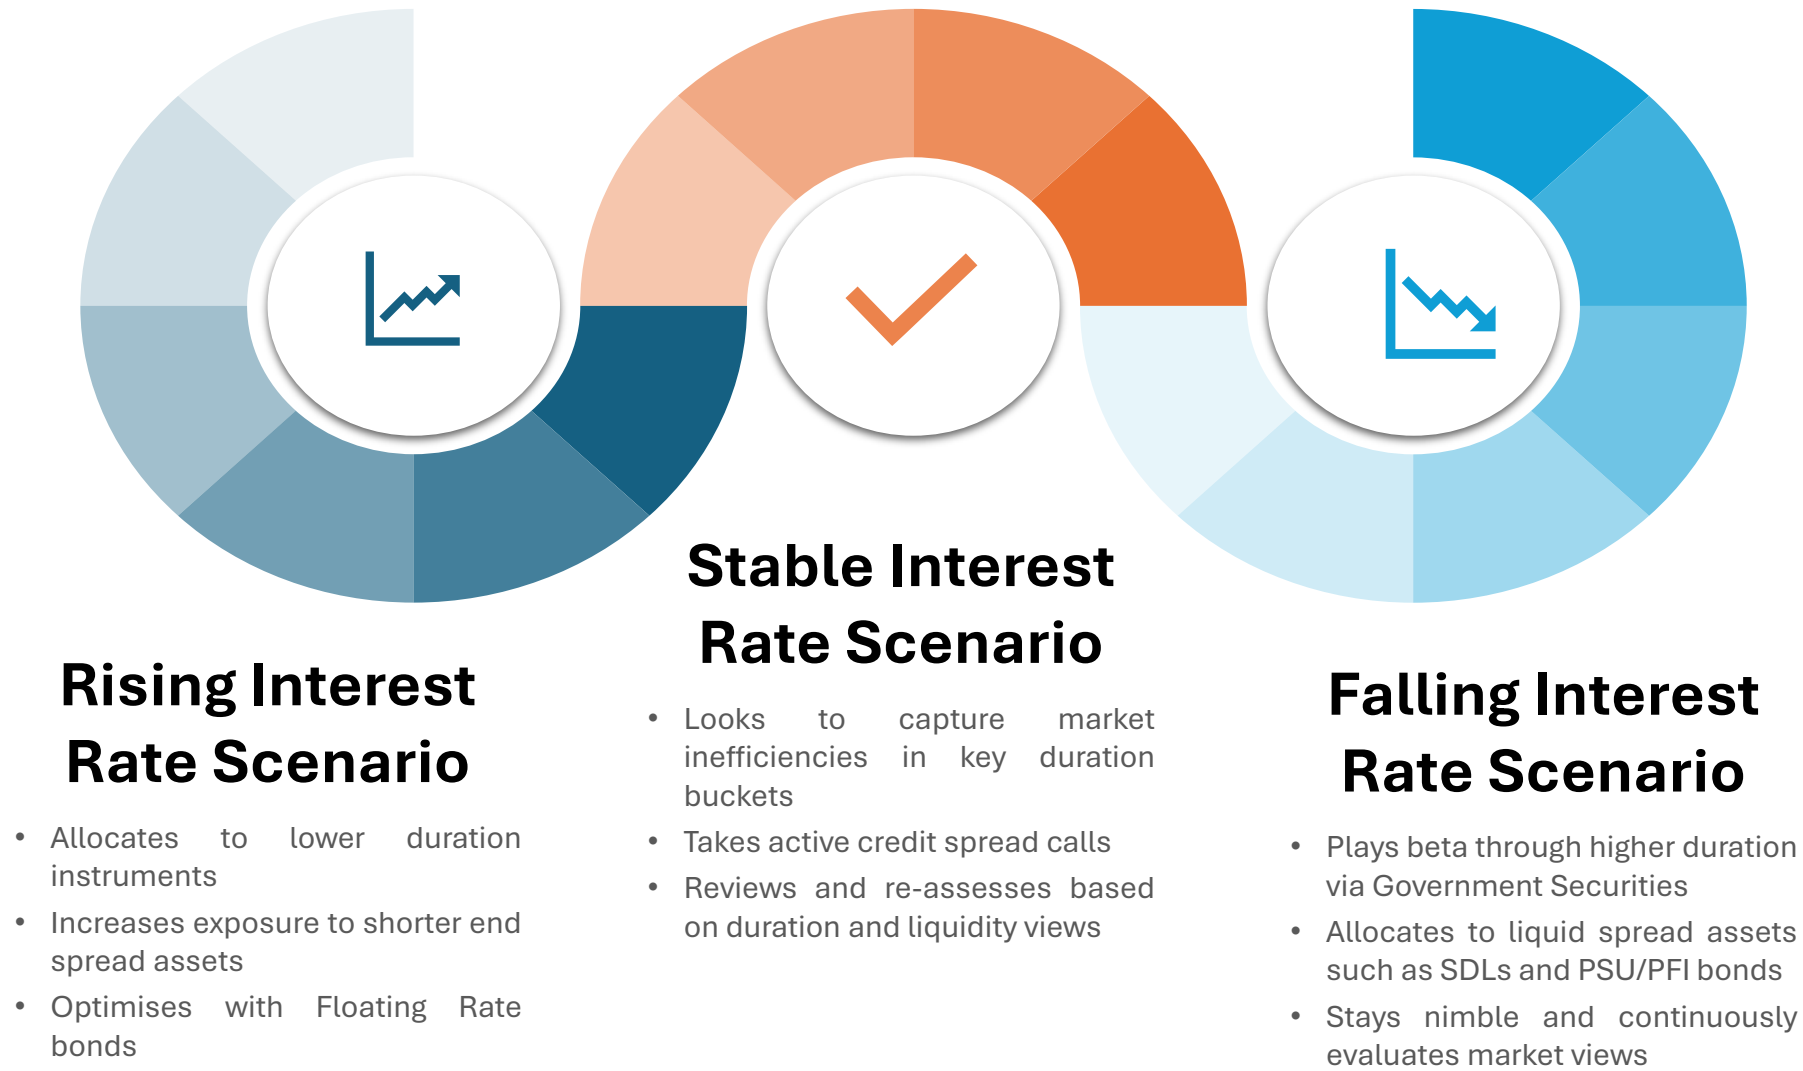 Rising Interest
Rate Scenario
• Allocates to lower duration
instruments
• Increases exposure to shorter end
spread assets
• Optimises with Floating Rate
bonds
Stable Interest
Rate Scenario
• Looks to capture market
inefficiencies in key duration
buckets
• Takes active credit spread calls
• Reviews and re-assesses based
on duration and liquidity views
Falling Interest
Rate Scenario
• Plays beta through higher duration
via Government Securities
• Allocates to liquid spread assets
such as SDLs and PSU/PFI bonds
• Stays nimble and continuously
evaluates market views